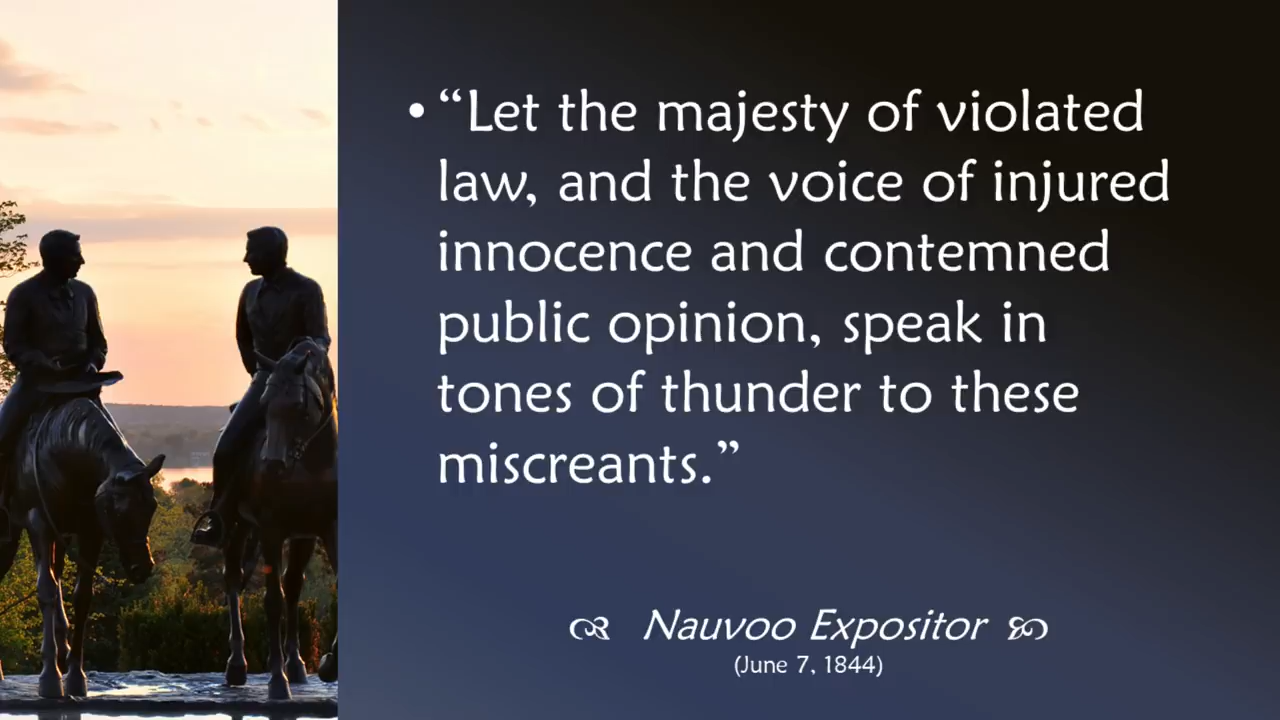 • “Let the majesty of violated
law, and the voice of injured
innocence and contemned
public opinion, speak in
tones of thunder to these
miscreants.”
Nauvoo Expositor
(June 7, 1844)